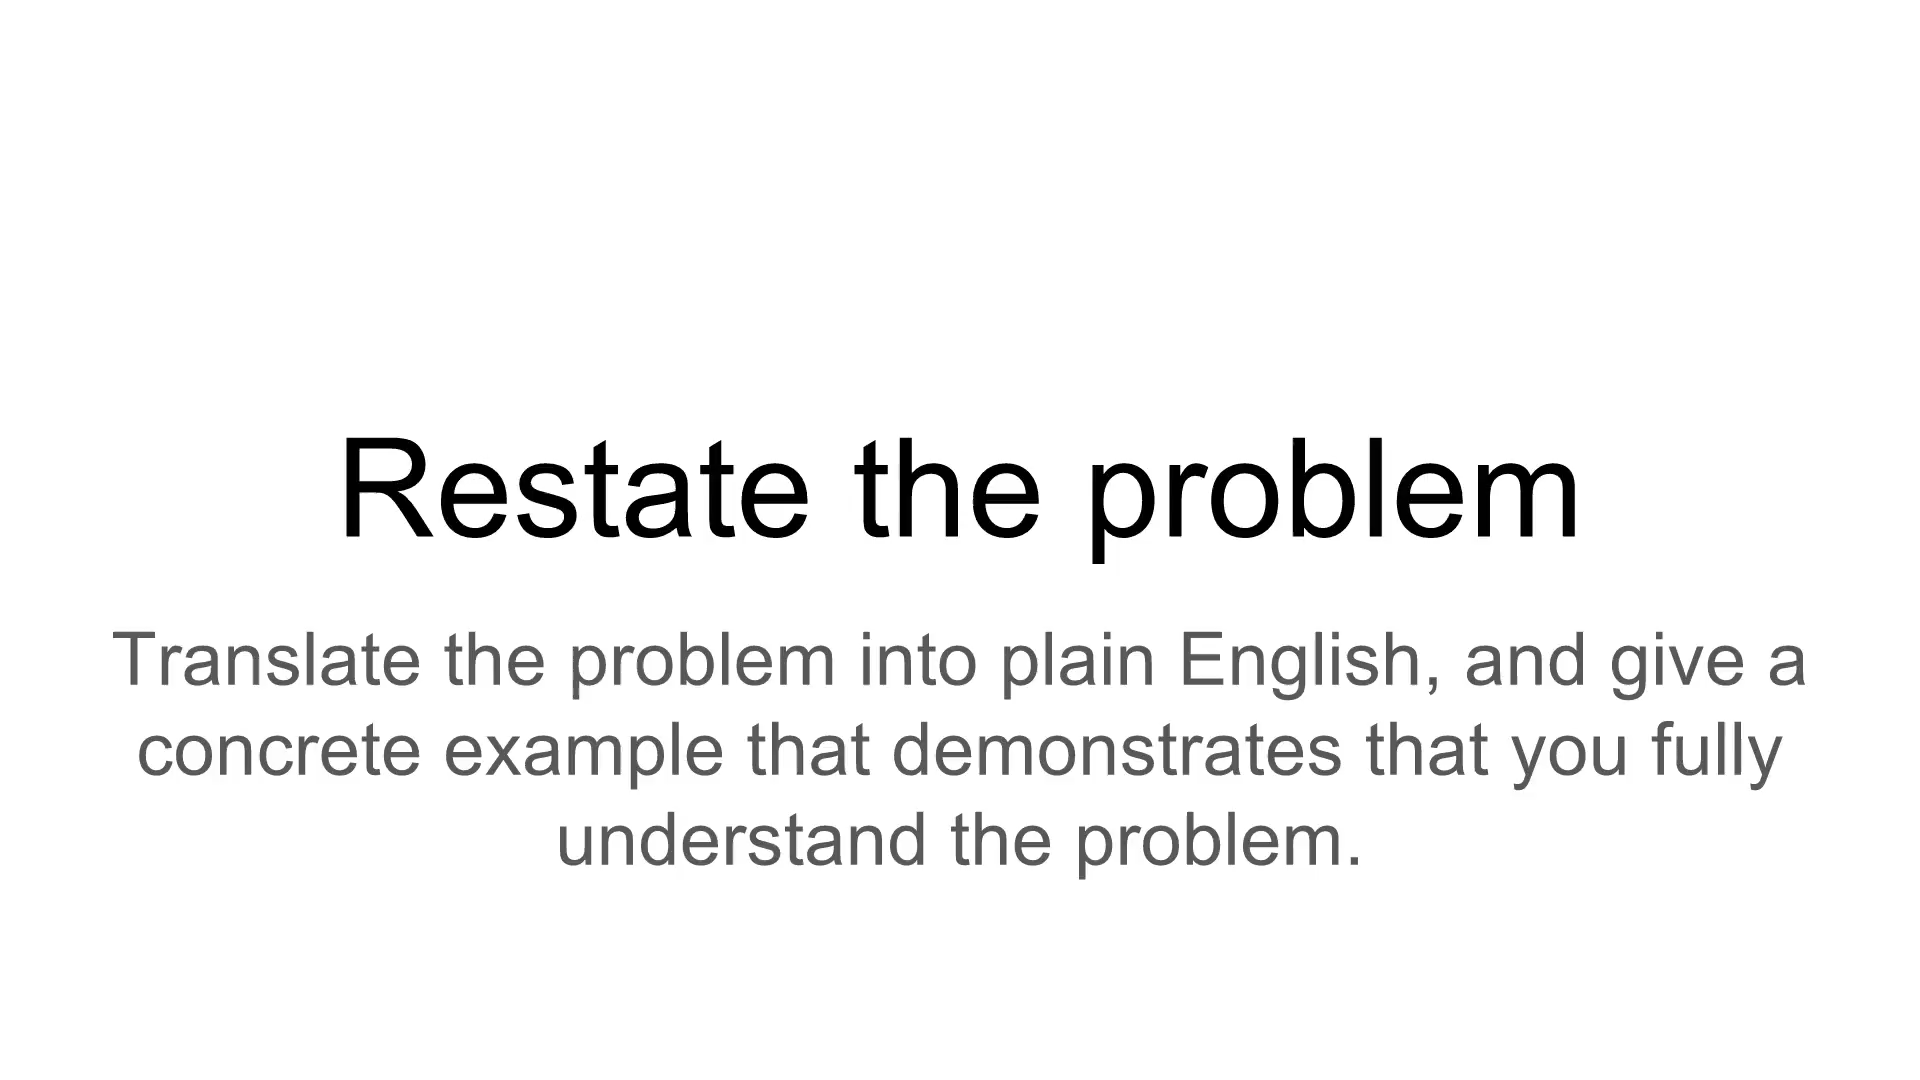 Restate the problem
Translate the problem into plain English, and give a
concrete example that demonstrates that you fully
understand the problem.